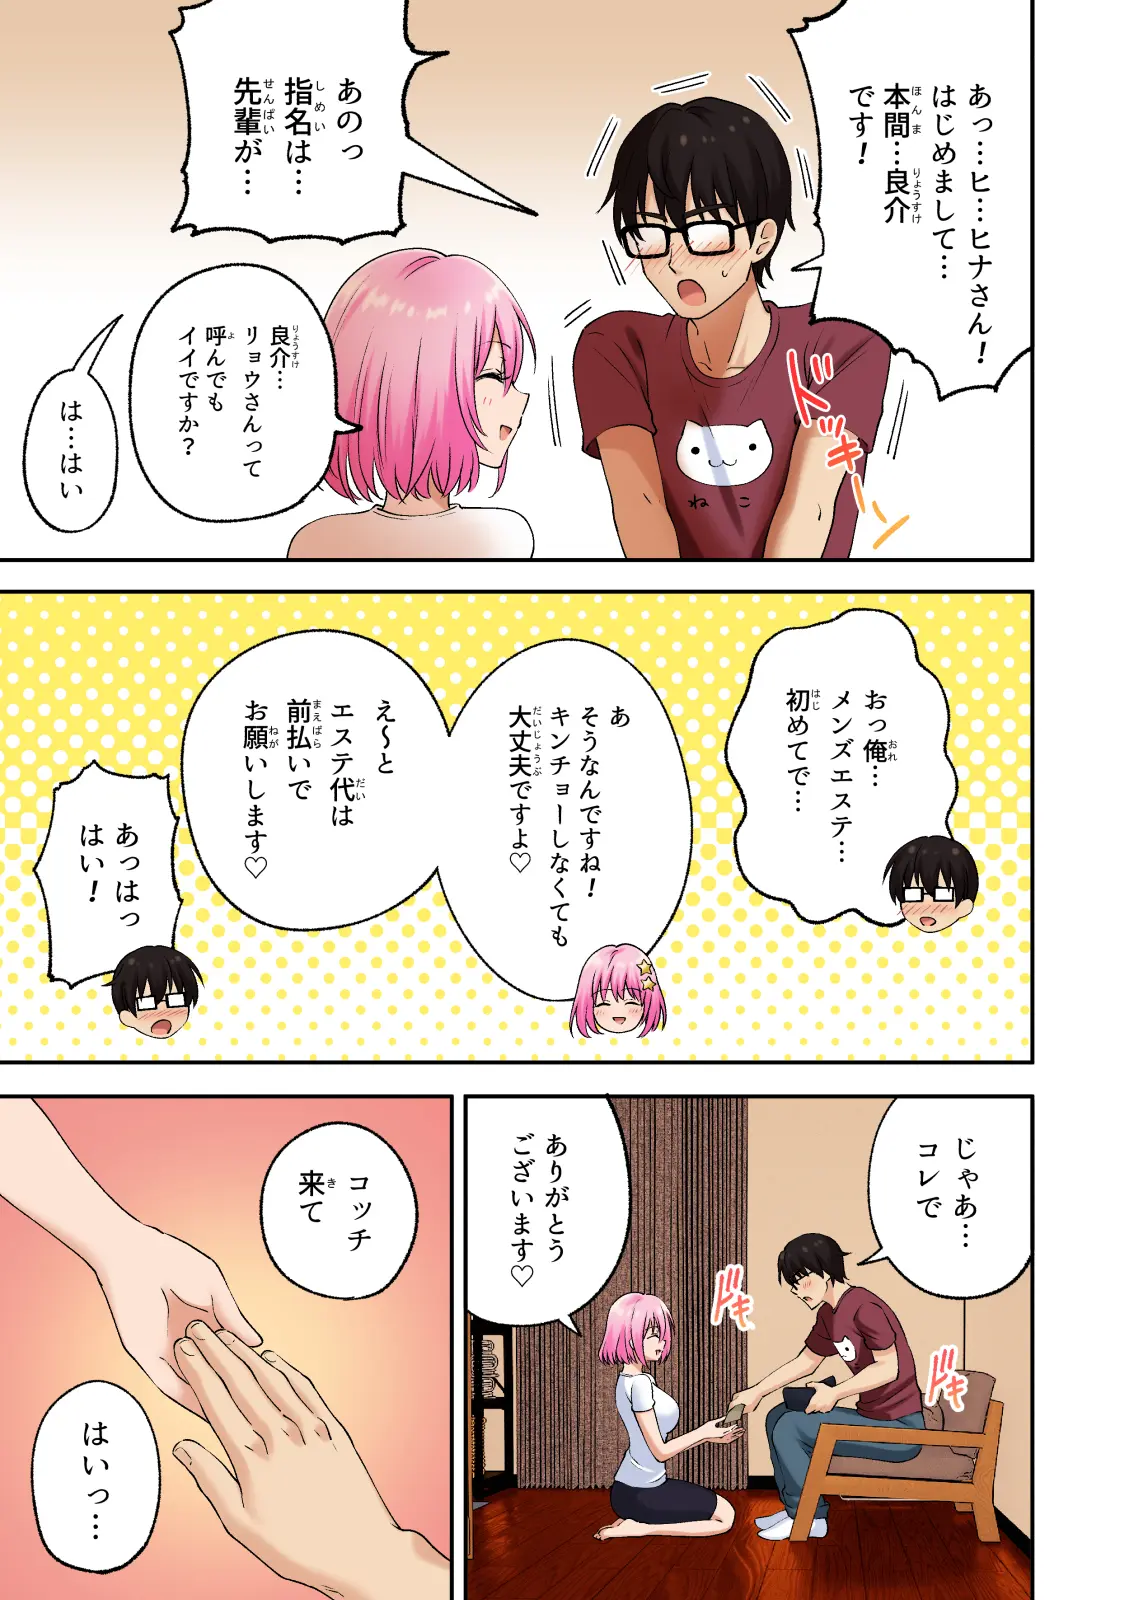 あっ…ヒ…ヒナさん！
はじめまして…
本間…良介
です！
あのっ
指名は…
先輩が…
良介…
リョウさんって
呼んでも
イイですか？
は…はい
ドッキーン
ねこ
おっ俺…
メンズエステ…
初めてで…
あ
そうなんですね！
キンチョーしなくても
大丈夫ですよ♡
え〜と
エステ代は
前払いで
お願いします♡
あっはっ
はい！
じゃあ…
コレで
ありがとう
ございます♡
ドキ
ドキ
コッチ
来て
はいっ…